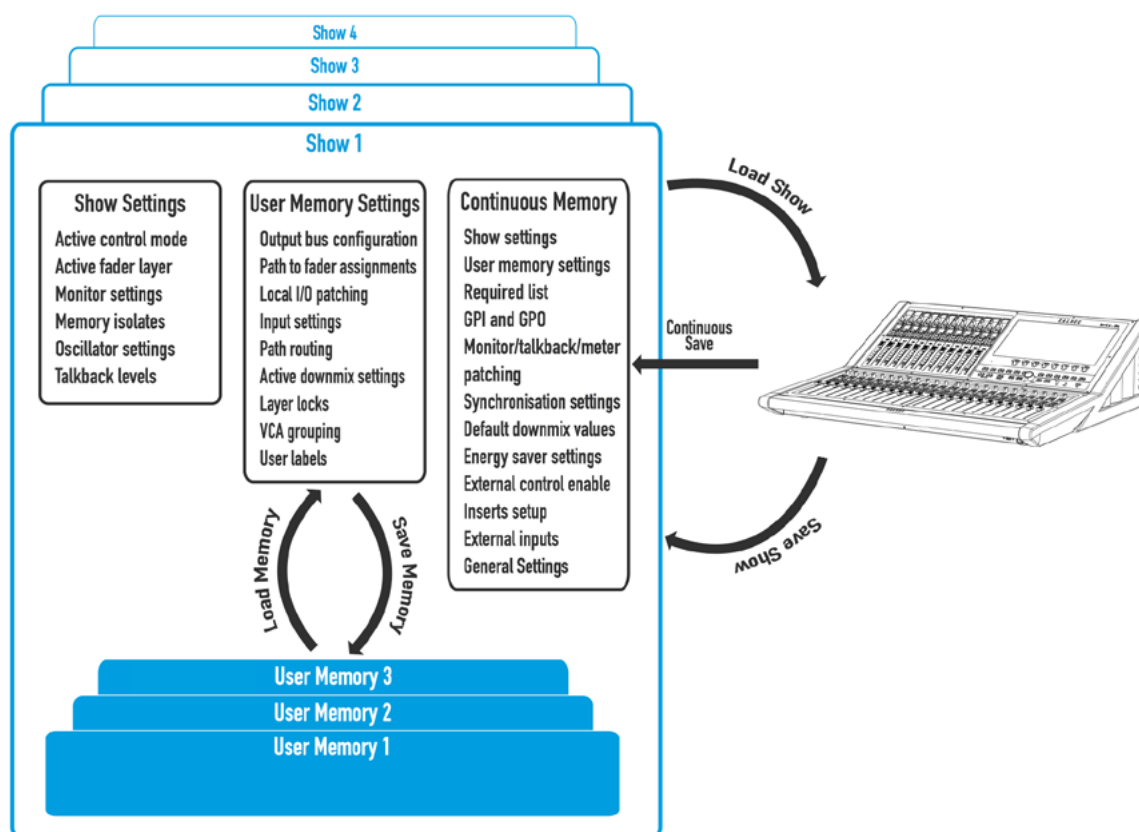 Show 4
Show 3
Show 2
Show 1
Show Settings
Active control mode
Active fader layer
Monitor settings
Memory isolates
Oscillator settings
Talkback levels
User Memory Settings
Output bus configuration
Path to fader assignments
Local I/O patching
Input settings
Path routing
Active downmix settings
Layer locks
VCA grouping
User labels
Continuous Memory
Show settings
User memory settings
Required list
GPI and GPO
Monitor/talkback/meter
patching
Synchronisation settings
Default downmix values
Energy saver settings
External control enable
Inserts setup
External inputs
General Settings
Load Show
Continuous
Save
Save Show
Load Memory
Save Memory
User Memory 3
User Memory 2
User Memory 1